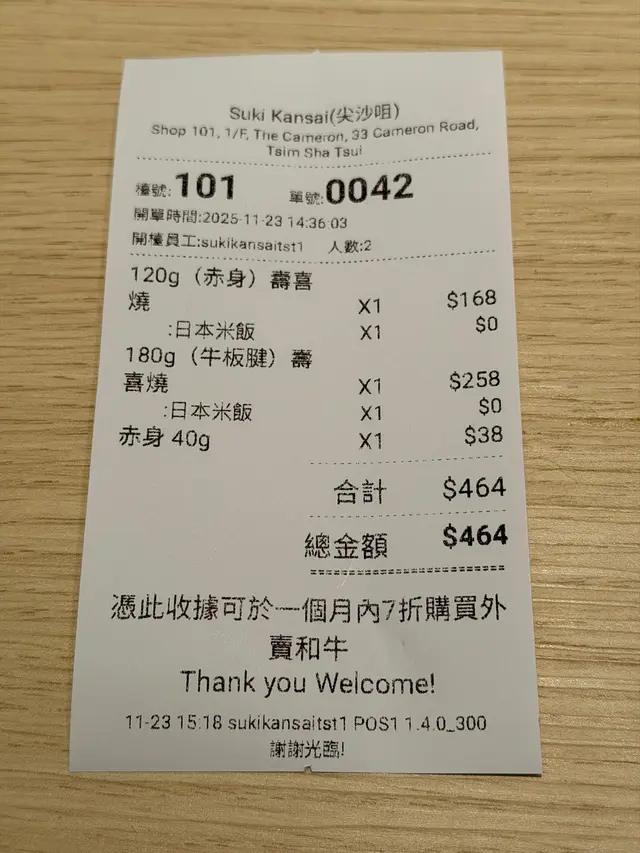 Suki Kansai(尖沙咀)
Shop 101, 1/F, The Cameron, 33 Cameron Road,
Tsim Sha Tsui
檯號:101 單號:0042
開單時間:2025-11-23 14:36:03
開檯員工:sukikansaitst1 人數:2
120g（赤身）壽喜
燒 X1 $168
:日本米飯 X1 $0
180g（牛板腱）壽
喜燒 X1 $258
:日本米飯 X1 $0
赤身 40g X1 $38
合計 $464
總金額 $464
憑此收據可於一個月內7折購買外
賣和牛
Thank you Welcome!
11-23 15:18 sukikansaitst1 POS1 1.4.0_300
謝謝光臨!